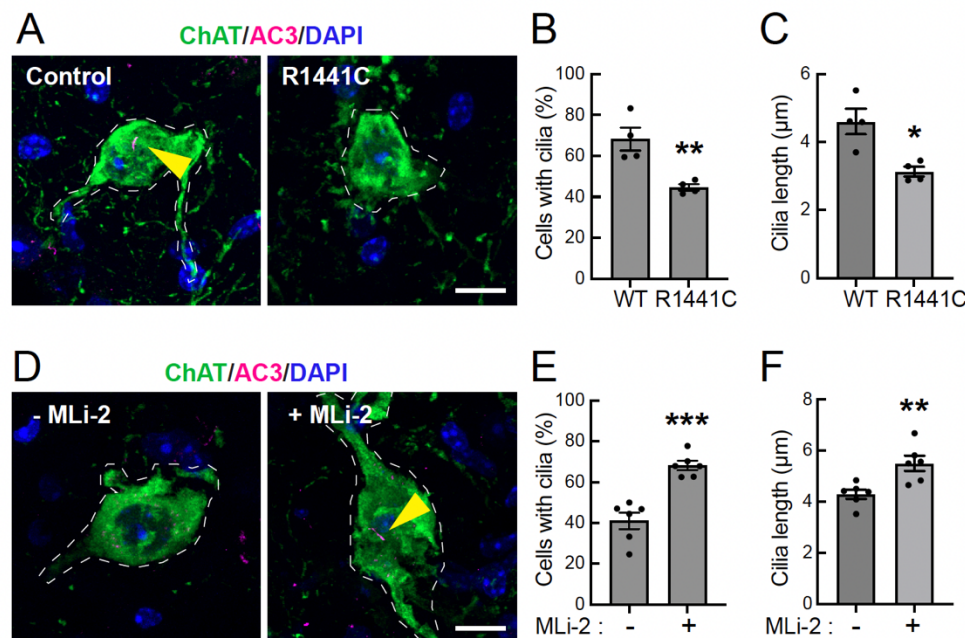 A
ChAT/AC3/DAPI
Control
R1441C
B
Cells with cilia (%)
100
80
60
40
20
0
**
WT R1441C
C
Cilia length (µm)
6
4
2
0
*
WT R1441C
D
ChAT/AC3/DAPI
- MLi-2
+ MLi-2
E
Cells with cilia (%)
100
80
60
40
20
0
***
MLi-2 : - +
F
Cilia length (µm)
8
6
4
2
0
**
MLi-2 : - +